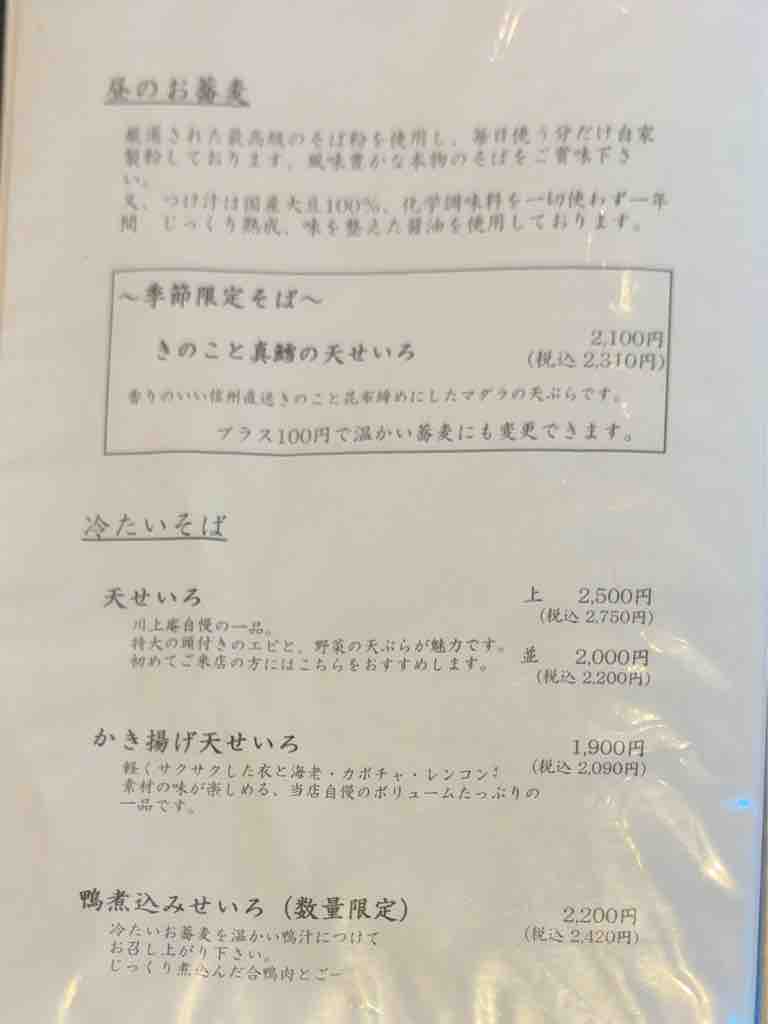 昼のお蕎麦
厳選された最高級のそば粉を使用し、毎日使う分だけ自家
製粉しております。風味豊かな本物のそばをご賞味下さ
い。
又、つけ汁は国産大豆100%、化学調味料を一切使わず一年
間 じっくり熟成、味を整えた醤油を使用しております。
~季節限定そば~
きのこと真鱈の天せいろ
2,100円
(税込 2,310円)
香りのいい信州直送きのこと昆布締めにしたマダラの天ぷらです。
プラス100円で温かい蕎麦にも変更できます。
冷たいそば
天せいろ
上 2,500円
(税込 2,750円)
川上庵自慢の一品。
特大の頭付きのエビと、野菜の天ぷらが魅力です。
初めてご来店の方にはこちらをおすすめします。
並 2,000円
(税込 2,200円)
かき揚げ天せいろ
1,900円
(税込 2,090円)
軽くサクサクした衣と海老・カボチャ・レンコン
素材の味が楽しめる、当店自慢のボリュームたっぷりの
一品です。
鴨煮込みせいろ (数量限定)
2,200円
(税込 2,420円)
冷たいお蕎麦を温かい鴨汁につけて
お召し上がり下さい。
じっくり煮込んだ合鴨肉とご